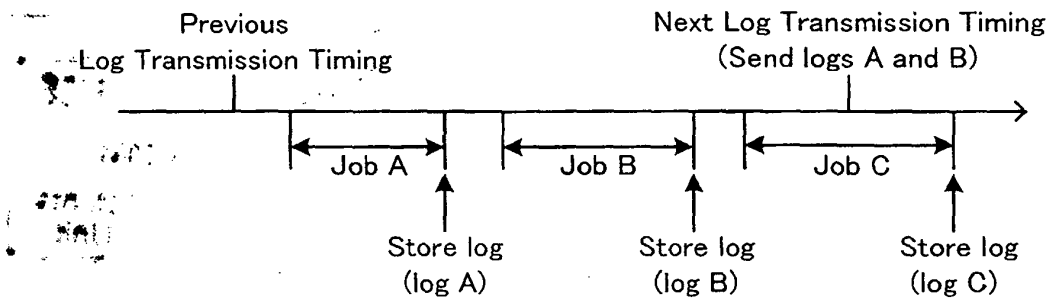 Previous
Log Transmission Timing
Next Log Transmission Timing
(Send logs A and B)
Job A
Job B
Job C
Store log
(log A)
Store log
(log B)
Store log
(log C)